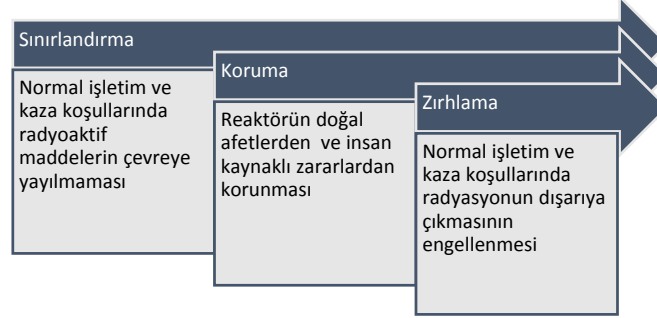 Sınırlandırma
Normal işletim ve
kaza koşullarında
radyoaktif
maddelerin çevreye
yayılmaması
Koruma
Reaktörün doğal
afetlerden ve insan
kaynaklı zararlardan
korunması
Zırhlama
Normal işletim ve
kaza koşullarında
radyasyonun dışarıya
çıkmasının
engellenmesi